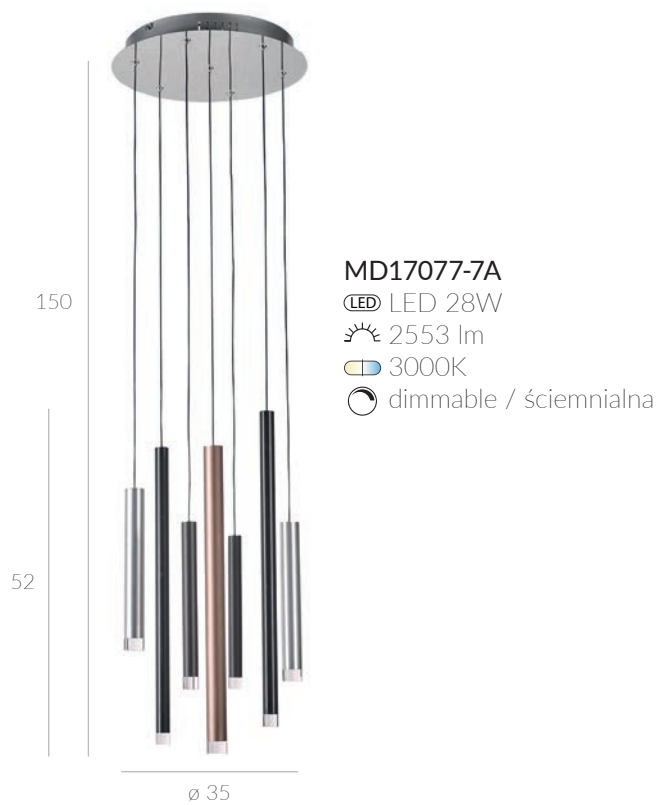 MD17077-7A
LED LED 28W
2553 lm
3000K
dimmable / ściemnialna
150
52
ø 35